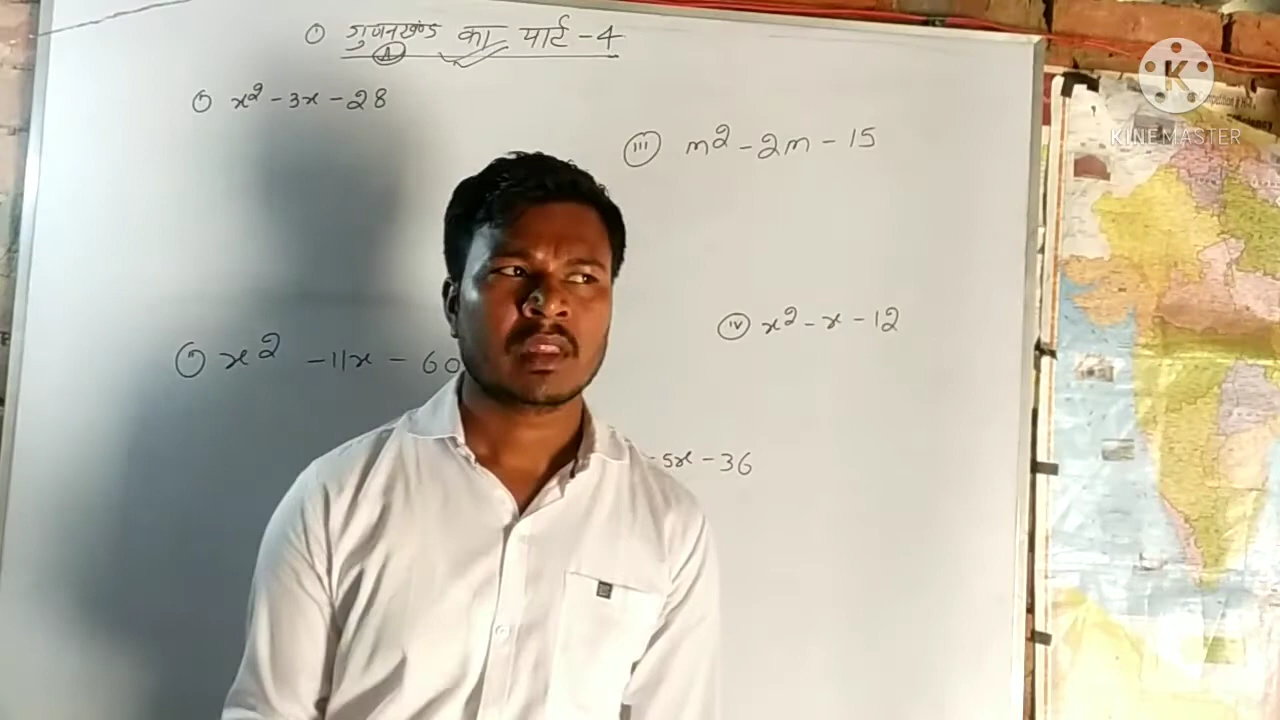 ① गुणनखण्ड का पार्ट - 4
A
① x² - 3x - 28
(iii) m² - 2m - 15
(iv) x² - x - 12
(ii) x² - 11x - 60
- 5x - 36
K
KINEMASTER